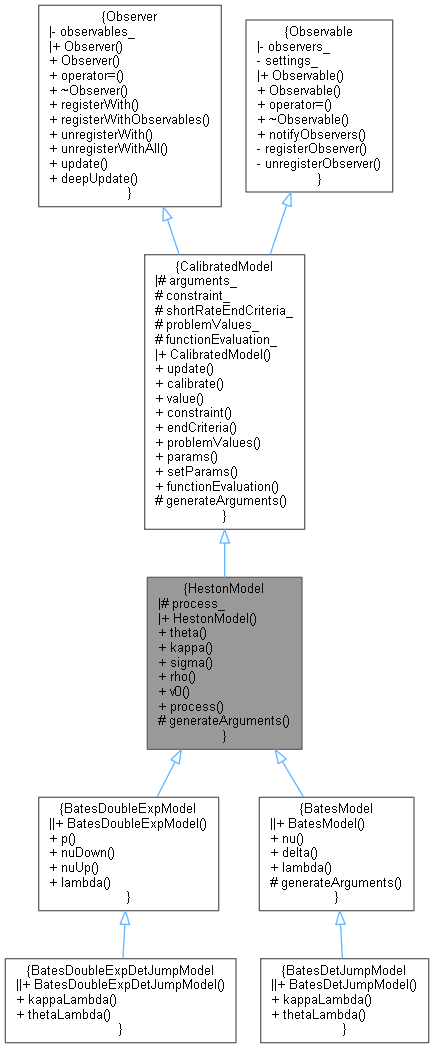 {Observer
|- observables_
|+ Observer()
+ Observer()
+ operator=()
+ ~Observer()
+ registerWith()
+ registerWithObservables()
+ unregisterWith()
+ unregisterWithAll()
+ update()
+ deepUpdate()
}
{Observable
|- observers_
- settings_
|+ Observable()
+ Observable()
+ operator=()
+ ~Observable()
+ notifyObservers()
- registerObserver()
- unregisterObserver()
}
{CalibratedModel
|# arguments_
# constraint_
# shortRateEndCriteria_
# problemValues_
# functionEvaluation_
|+ CalibratedModel()
+ update()
+ calibrate()
+ value()
+ constraint()
+ endCriteria()
+ problemValues()
+ params()
+ setParams()
+ functionEvaluation()
# generateArguments()
}
{HestonModel
|# process_
|+ HestonModel()
+ theta()
+ kappa()
+ sigma()
+ rho()
+ v0()
+ process()
# generateArguments()
}
{BatesDoubleExpModel
||+ BatesDoubleExpModel()
+ p()
+ nuDown()
+ nuUp()
+ lambda()
}
{BatesModel
||+ BatesModel()
+ nu()
+ delta()
+ lambda()
# generateArguments()
}
{BatesDoubleExpDetJumpModel
||+ BatesDoubleExpDetJumpModel()
+ kappaLambda()
+ thetaLambda()
}
{BatesDetJumpModel
||+ BatesDetJumpModel()
+ kappaLambda()
+ thetaLambda()
}